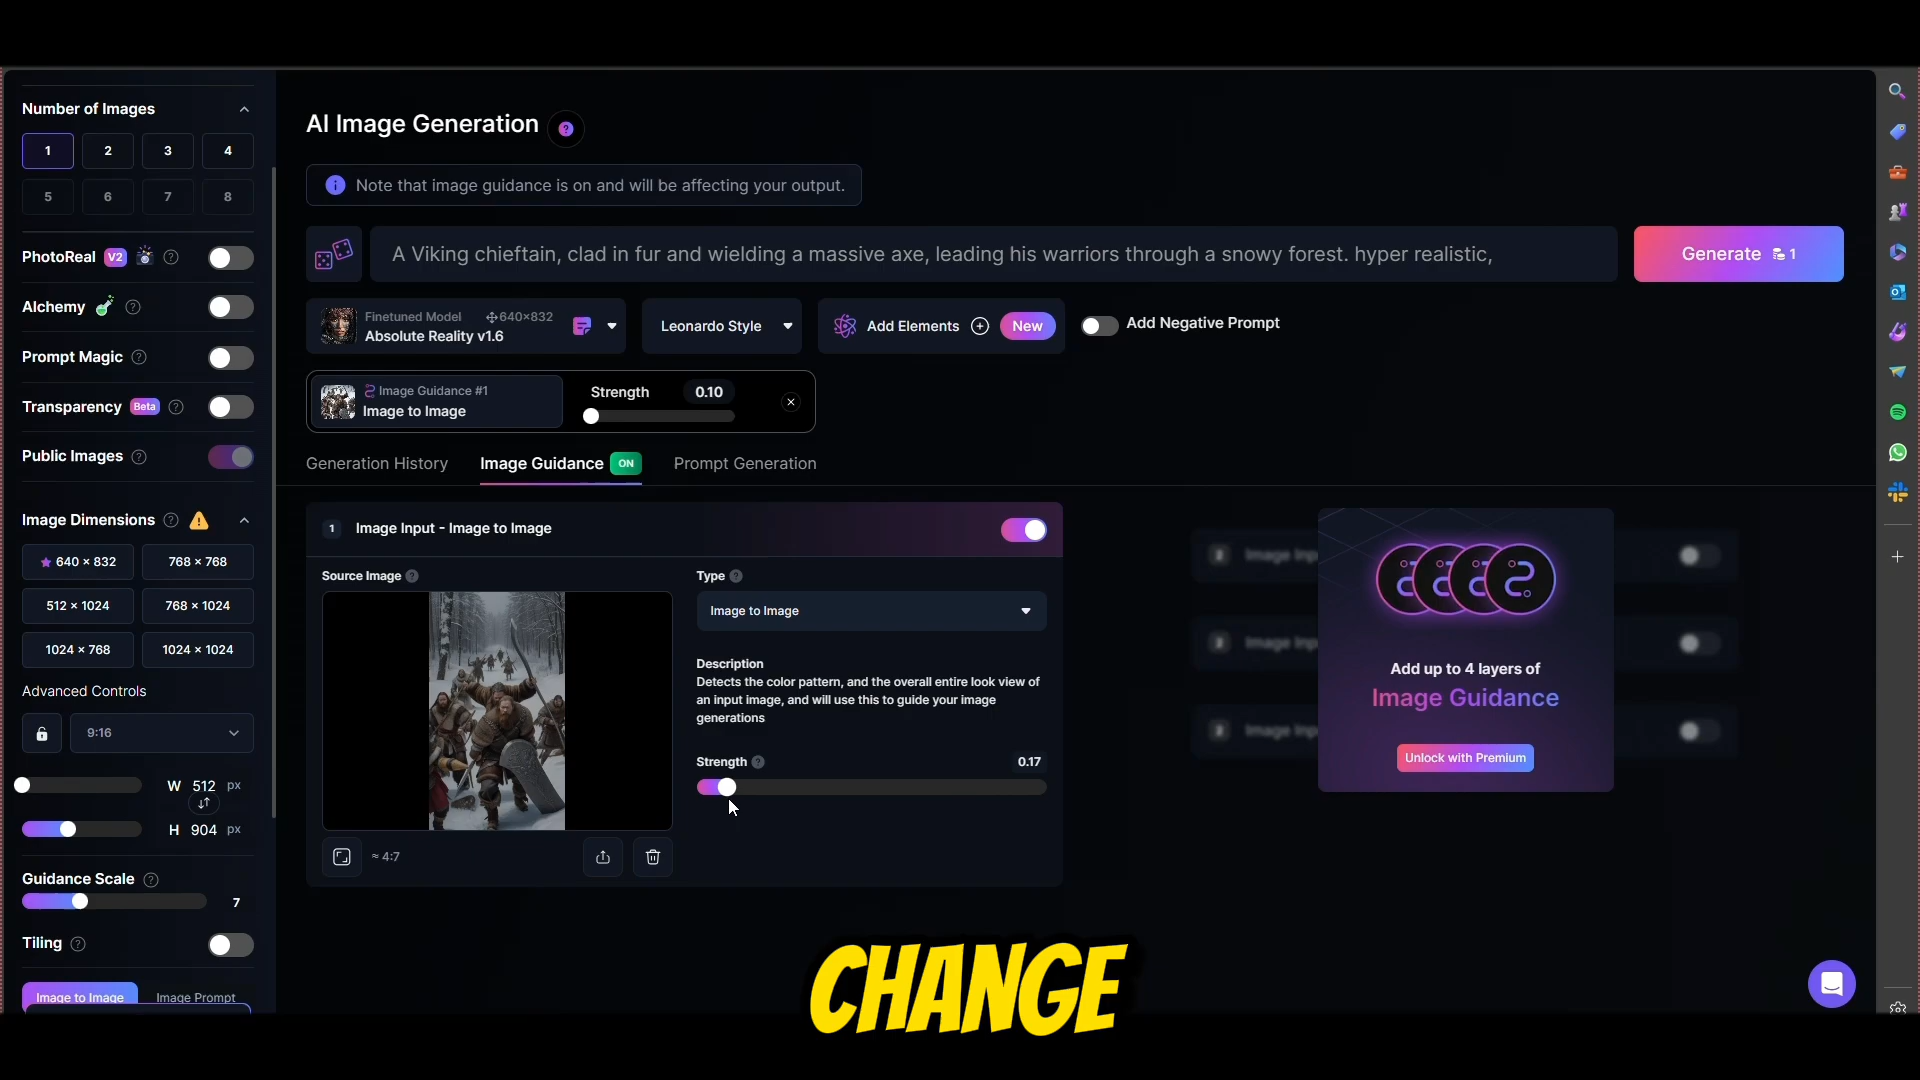 Number of Images
1 2 3 4
5 6 7 8
PhotoReal V2
Alchemy
Prompt Magic
Transparency Beta
Public Images
Image Dimensions
640 × 832 768 × 768
512 × 1024 768 × 1024
1024 × 768 1024 × 1024
Advanced Controls
9:16
W 512 px
H 904 px
Guidance Scale
7
Tiling
Image to Image Image Prompt
AI Image Generation ?
Note that image guidance is on and will be affecting your output.
A Viking chieftain, clad in fur and wielding a massive axe, leading his warriors through a snowy forest. hyper realistic,
Generate 1
Finetuned Model 640×832
Absolute Reality v1.6
Leonardo Style
Add Elements New
Add Negative Prompt
Image Guidance #1
Image to Image
Strength 0.10
Generation History Image Guidance ON Prompt Generation
1 Image Input - Image to Image
Source Image
≈ 4:7
Type
Image to Image
Description
Detects the color pattern, and the overall entire look view of
an input image, and will use this to guide your image
generations
Strength 0.17
2 Image Inp
Image Inp
Image Inp
Add up to 4 layers of
Image Guidance
Unlock with Premium
CHANGE